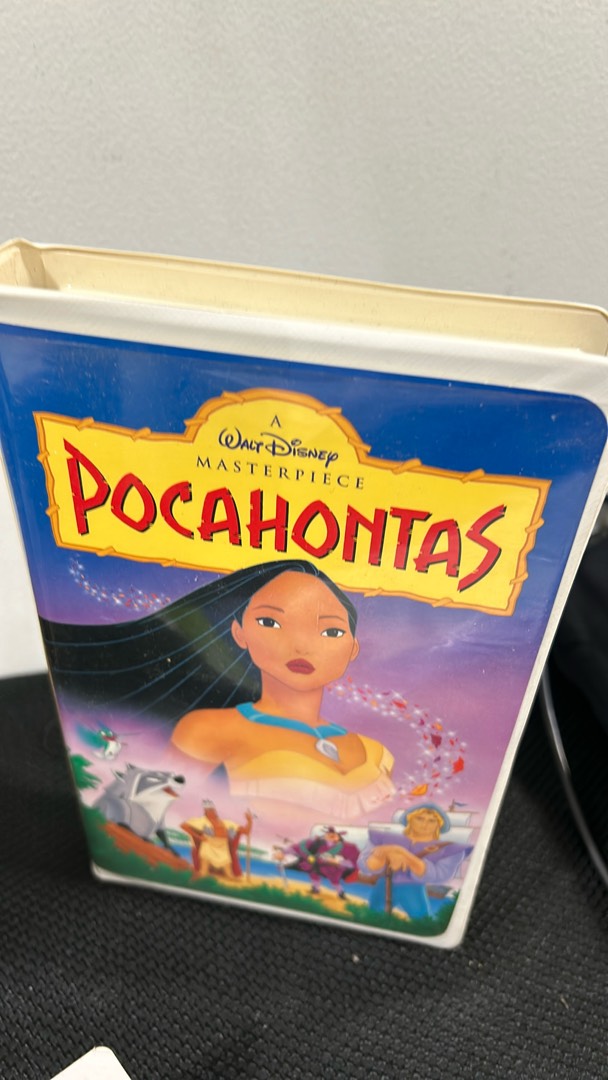 A
Walt Disney
MASTERPIECE
POCAHONTAS